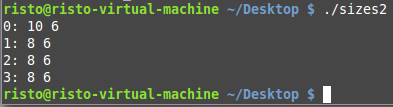 risto@risto-virtual-machine ~/Desktop $ ./sizes2
0: 10 6
1: 8 6
2: 8 6
3: 8 6
risto@risto-virtual-machine ~/Desktop $